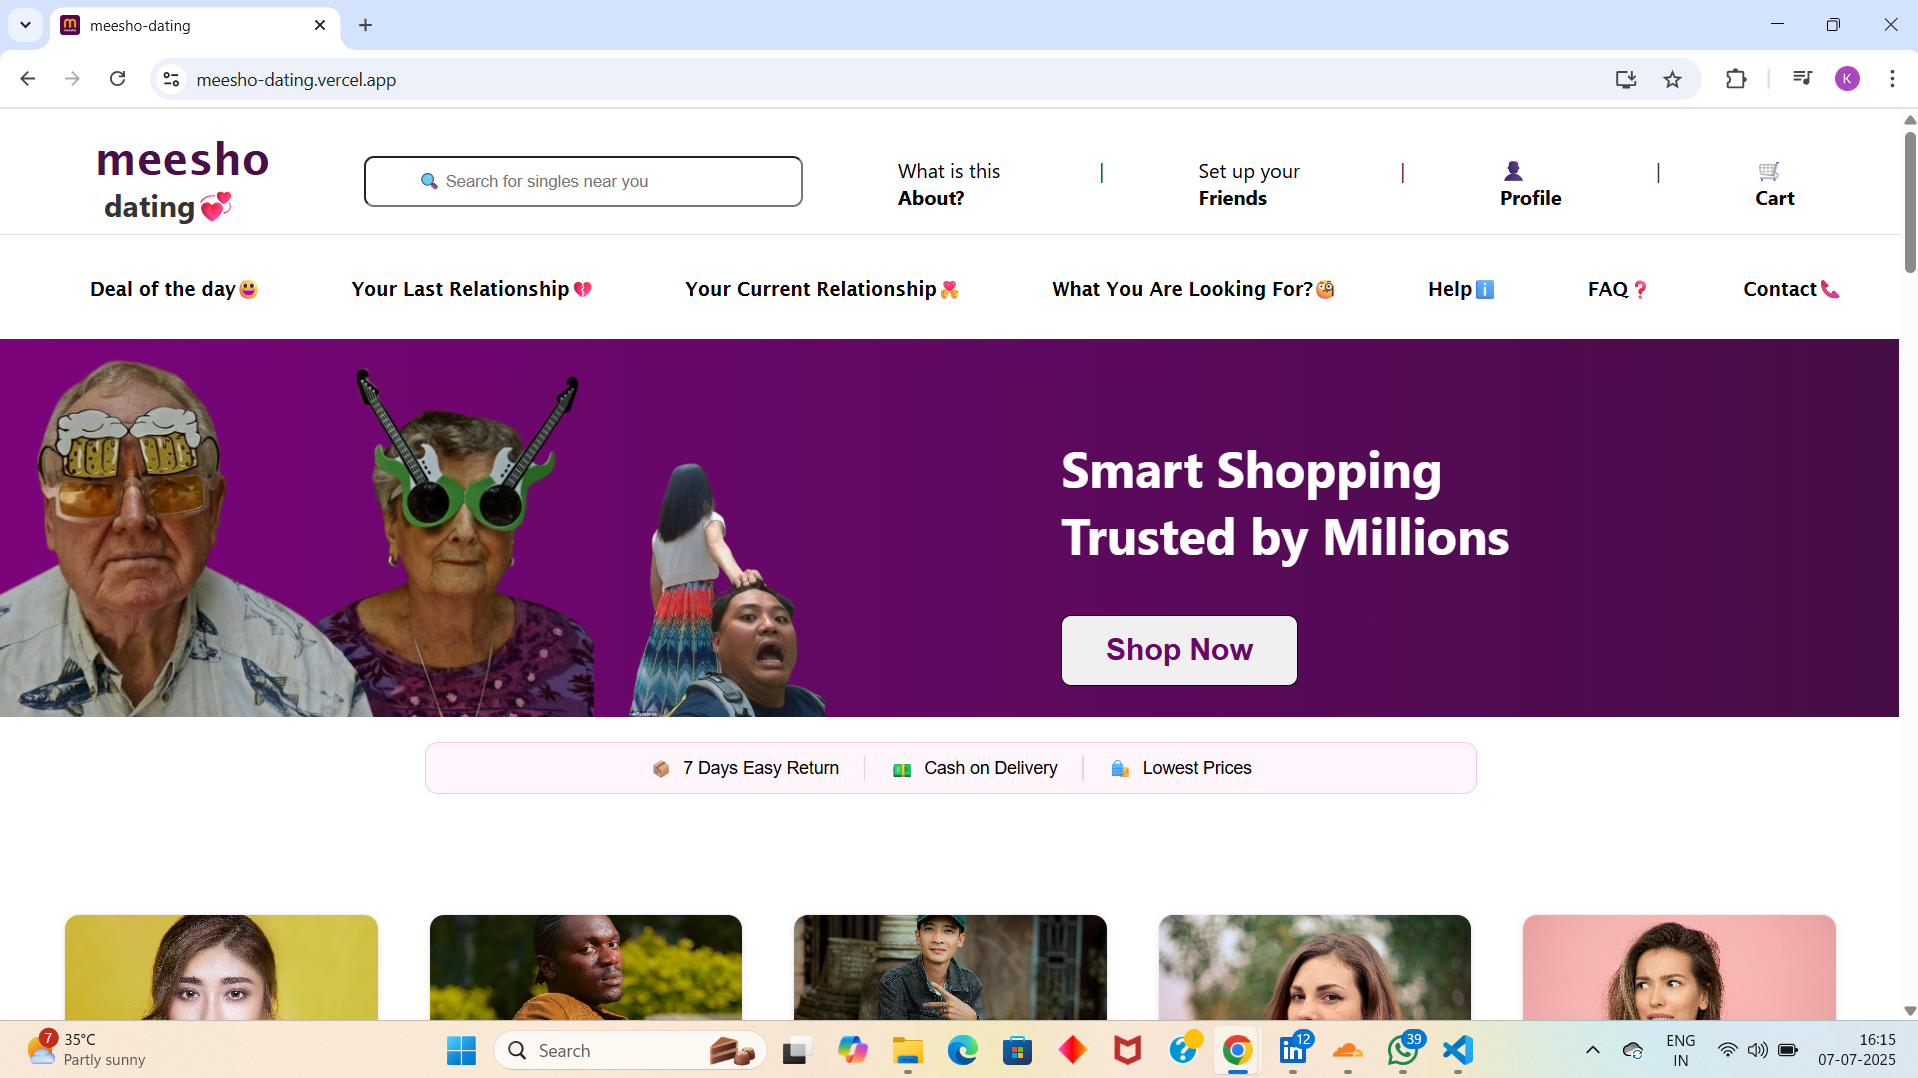 meesho-dating
meesho-dating.vercel.app
K
meesho
dating
Search for singles near you
What is this
About?
|
Set up your
Friends
|
Profile
|
Cart
Deal of the day
Your Last Relationship
Your Current Relationship
What You Are Looking For?
Help
FAQ
Contact
Smart Shopping
Trusted by Millions
Shop Now
7 Days Easy Return
Cash on Delivery
Lowest Prices
7
35°C
Partly sunny
Search
12
39
ENG
IN
16:15
07-07-2025